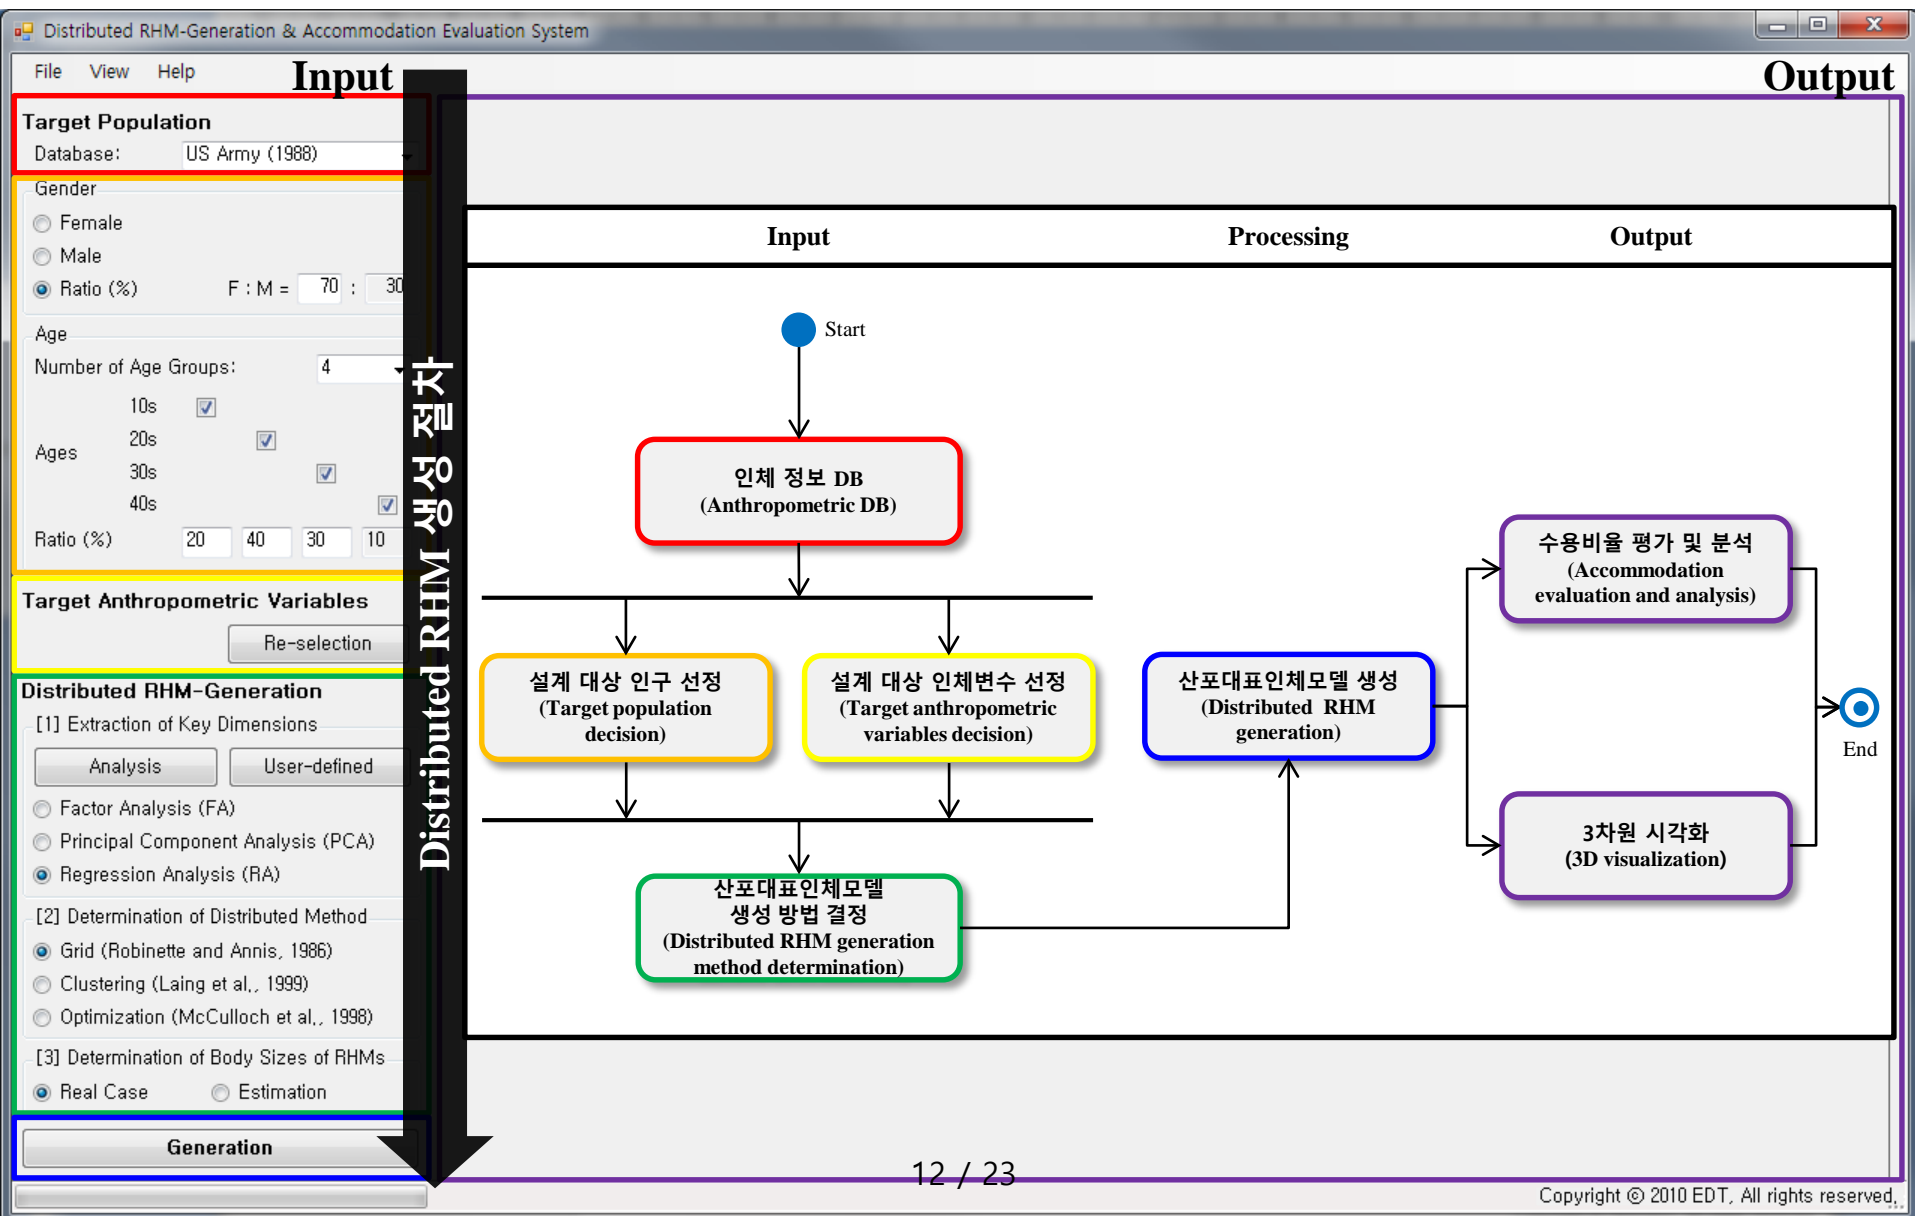 Distributed RHM-Generation & Accommodation Evaluation System
File View Help
Input
Output
Target Population
Database: US Army (1988)
Gender
Female
Male
Ratio (%) F : M = 70 : 30
Age
Number of Age Groups: 4
Ages
10s
20s
30s
40s
Ratio (%) 20 40 30 10
Target Anthropometric Variables
Re-selection
Distributed RHM-Generation
[1] Extraction of Key Dimensions
Analysis User-defined
Factor Analysis (FA)
Principal Component Analysis (PCA)
Regression Analysis (RA)
[2] Determination of Distributed Method
Grid (Robinette and Annis, 1986)
Clustering (Laing et al., 1999)
Optimization (McCulloch et al., 1998)
[3] Determination of Body Sizes of RHMs
Real Case Estimation
Generation
Distributed RHM 생성 절차
Input Processing Output
Start
인체 정보 DB
(Anthropometric DB)
설계 대상 인구 선정
(Target population
decision)
설계 대상 인체변수 선정
(Target anthropometric
variables decision)
산포대표인체모델
생성 방법 결정
(Distributed RHM generation
method determination)
산포대표인체모델 생성
(Distributed RHM
generation)
수용비율 평가 및 분석
(Accommodation
evaluation and analysis)
3차원 시각화
(3D visualization)
End
12 / 23
Copyright © 2010 EDT, All rights reserved.